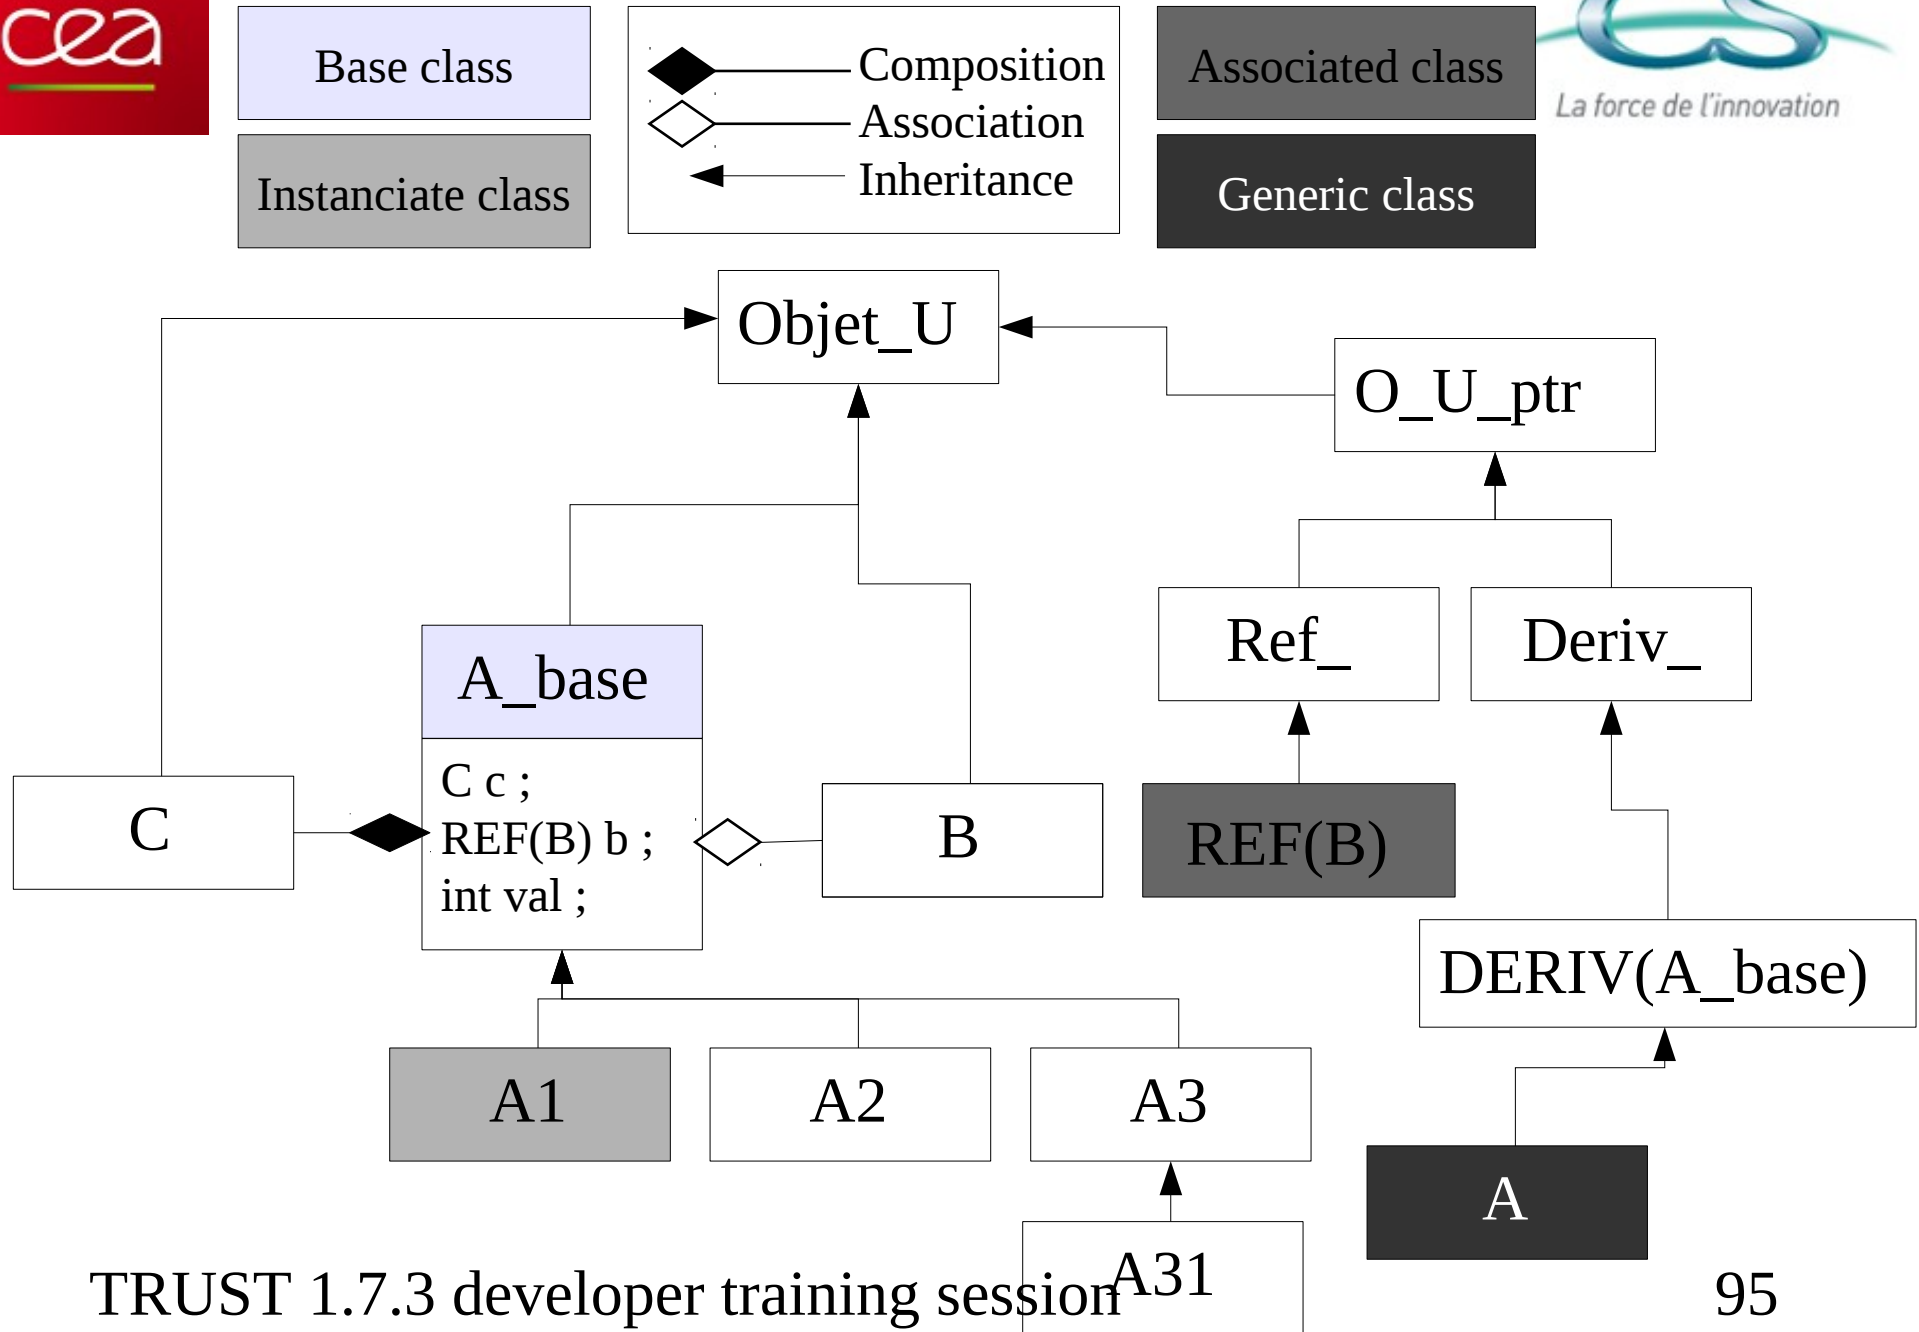 cea
Base class
Composition
Association
Inheritance
Associated class
CS
La force de l'innovation
Instanciate class
Generic class
Objet_U
O_U_ptr
Ref_
Deriv_
A_base
C c ;
REF(B) b ;
int val ;
C
B
REF(B)
DERIV(A_base)
A1
A2
A3
A
A31
TRUST 1.7.3 developer training session
95